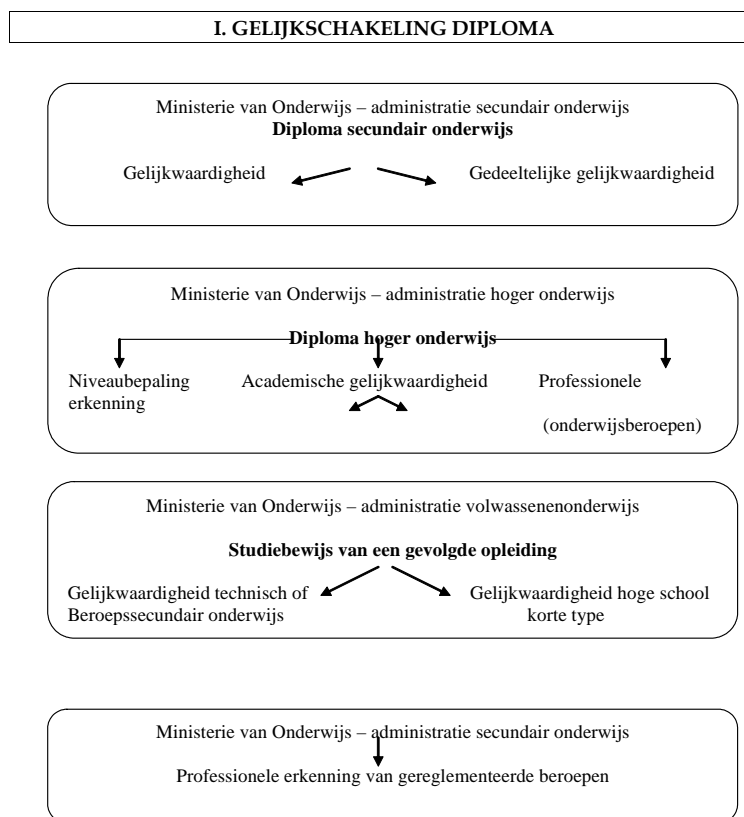 I. GELIJKSCHAKELING DIPLOMA
Ministerie van Onderwijs – administratie secundair onderwijs
Diploma secundair onderwijs
Gelijkwaardigheid Gedeeltelijke gelijkwaardigheid
Ministerie van Onderwijs – administratie hoger onderwijs
Diploma hoger onderwijs
Niveaubepaling Academische gelijkwaardigheid Professionele
erkenning
(onderwijsberoepen)
Ministerie van Onderwijs – administratie volwassenenonderwijs
Studiebewijs van een gevolgde opleiding
Gelijkwaardigheid technisch of Gelijkwaardigheid hoge school
Beroepssecundair onderwijs korte type
Ministerie van Onderwijs – administratie secundair onderwijs
Professionele erkenning van gereglementeerde beroepen